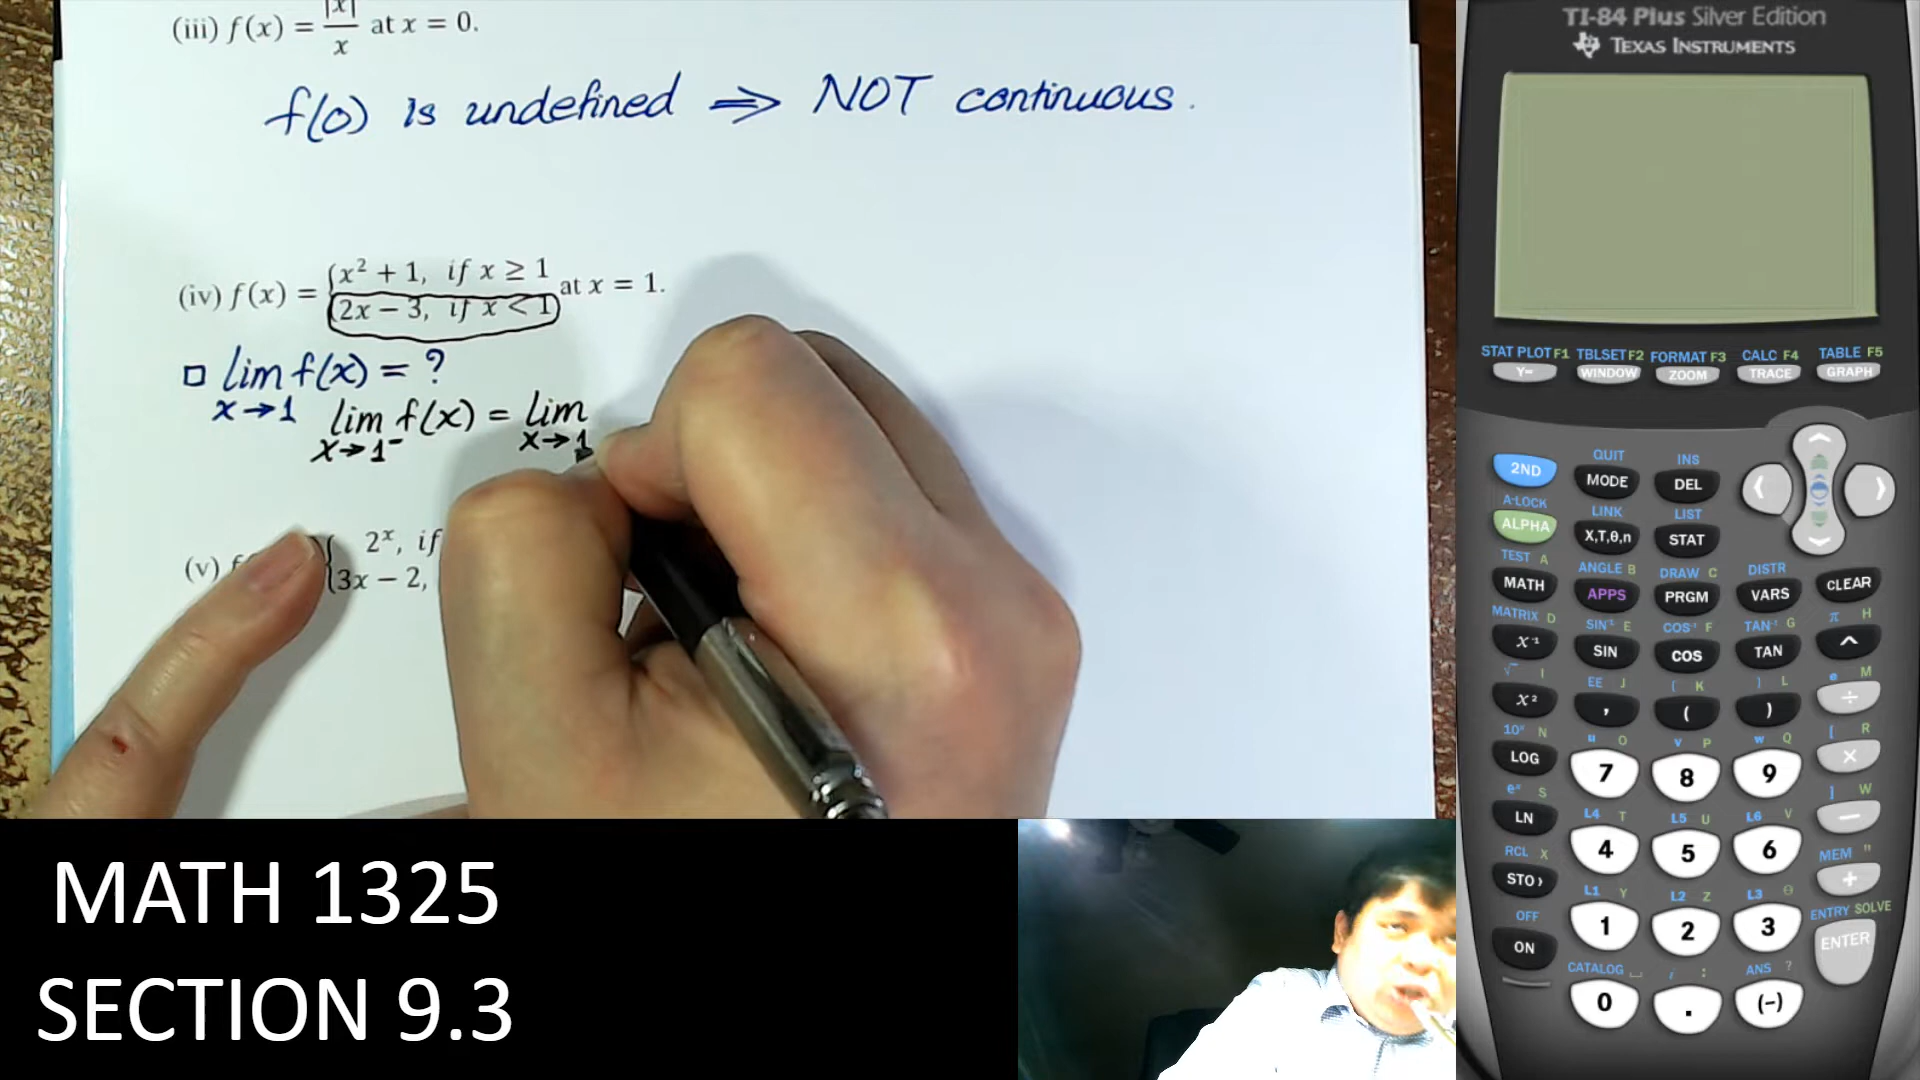 (iii) f(x) = |x|/x at x = 0.
f(0) is undefined ⇒ NOT continuous.
(iv) f(x) = { x² + 1, if x ≥ 1
2x − 3, if x < 1 at x = 1.
□ lim f(x) = ?
x→1
lim f(x) = lim
x→1⁻ x→1
(v) f 2ˣ, if
3x − 2,
MATH 1325
SECTION 9.3
TI-84 Plus Silver Edition
TEXAS INSTRUMENTS
STAT PLOT F1 TBLSET F2 FORMAT F3 CALC F4 TABLE F5
Y= WINDOW ZOOM TRACE GRAPH
QUIT INS
2ND MODE DEL
A-LOCK LINK LIST
ALPHA X,T,θ,n STAT
TEST A ANGLE B DRAW C DISTR
MATH APPS PRGM VARS CLEAR
MATRIX D SIN⁻¹ E COS⁻¹ F TAN⁻¹ G π H
x⁻¹ SIN COS TAN ^
√ I EE J { K } L e M
x² , ( ) ÷
10ˣ N u O v P w Q [ R
LOG 7 8 9 ×
eˣ S L4 T L5 U L6 V ] W
LN 4 5 6 −
RCL X L1 Y L2 Z L3 θ MEM "
STO› 1 2 3 +
OFF CATALOG ⎵ i : ANS ? ENTRY SOLVE
ON 0 . (−) ENTER